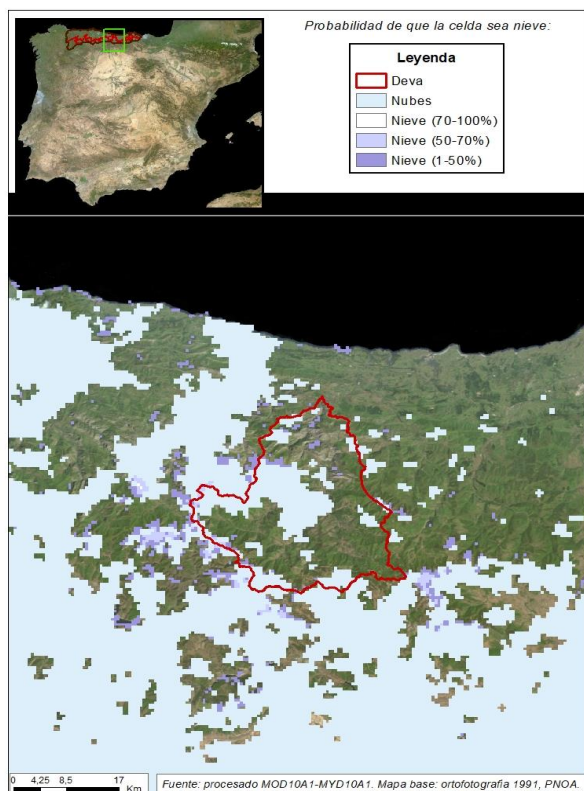 Probabilidad de que la celda sea nieve:
Leyenda
Deva
Nubes
Nieve (70-100%)
Nieve (50-70%)
Nieve (1-50%)
0 4,25 8,5 17
Km
Fuente: procesado MOD10A1-MYD10A1. Mapa base: ortofotografia 1991, PNOA.